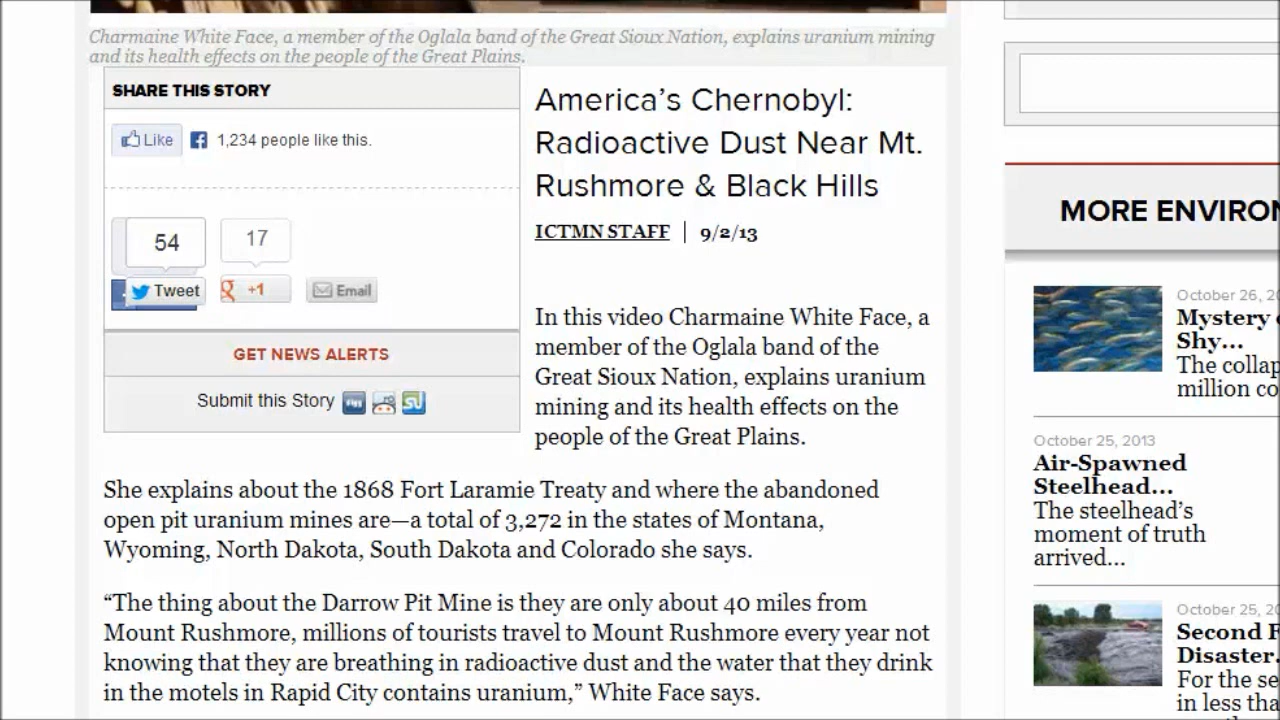 Charmaine White Face, a member of the Oglala band of the Great Sioux Nation, explains uranium mining
and its health effects on the people of the Great Plains.
SHARE THIS STORY
Like
1,234 people like this.
54
17
Tweet
+1
Email
GET NEWS ALERTS
Submit this Story
America's Chernobyl:
Radioactive Dust Near Mt.
Rushmore & Black Hills
ICTMN STAFF | 9/2/13
In this video Charmaine White Face, a
member of the Oglala band of the
Great Sioux Nation, explains uranium
mining and its health effects on the
people of the Great Plains.
She explains about the 1868 Fort Laramie Treaty and where the abandoned
open pit uranium mines are—a total of 3,272 in the states of Montana,
Wyoming, North Dakota, South Dakota and Colorado she says.
“The thing about the Darrow Pit Mine is they are only about 40 miles from
Mount Rushmore, millions of tourists travel to Mount Rushmore every year not
knowing that they are breathing in radioactive dust and the water that they drink
in the motels in Rapid City contains uranium,” White Face says.
MORE ENVIRON
October 26, 20
Mystery
Shy...
The collap
million co
October 25, 2013
Air-Spawned
Steelhead...
The steelhead’s
moment of truth
arrived...
October 25, 20
Second F
Disaster.
For the se
in less tha